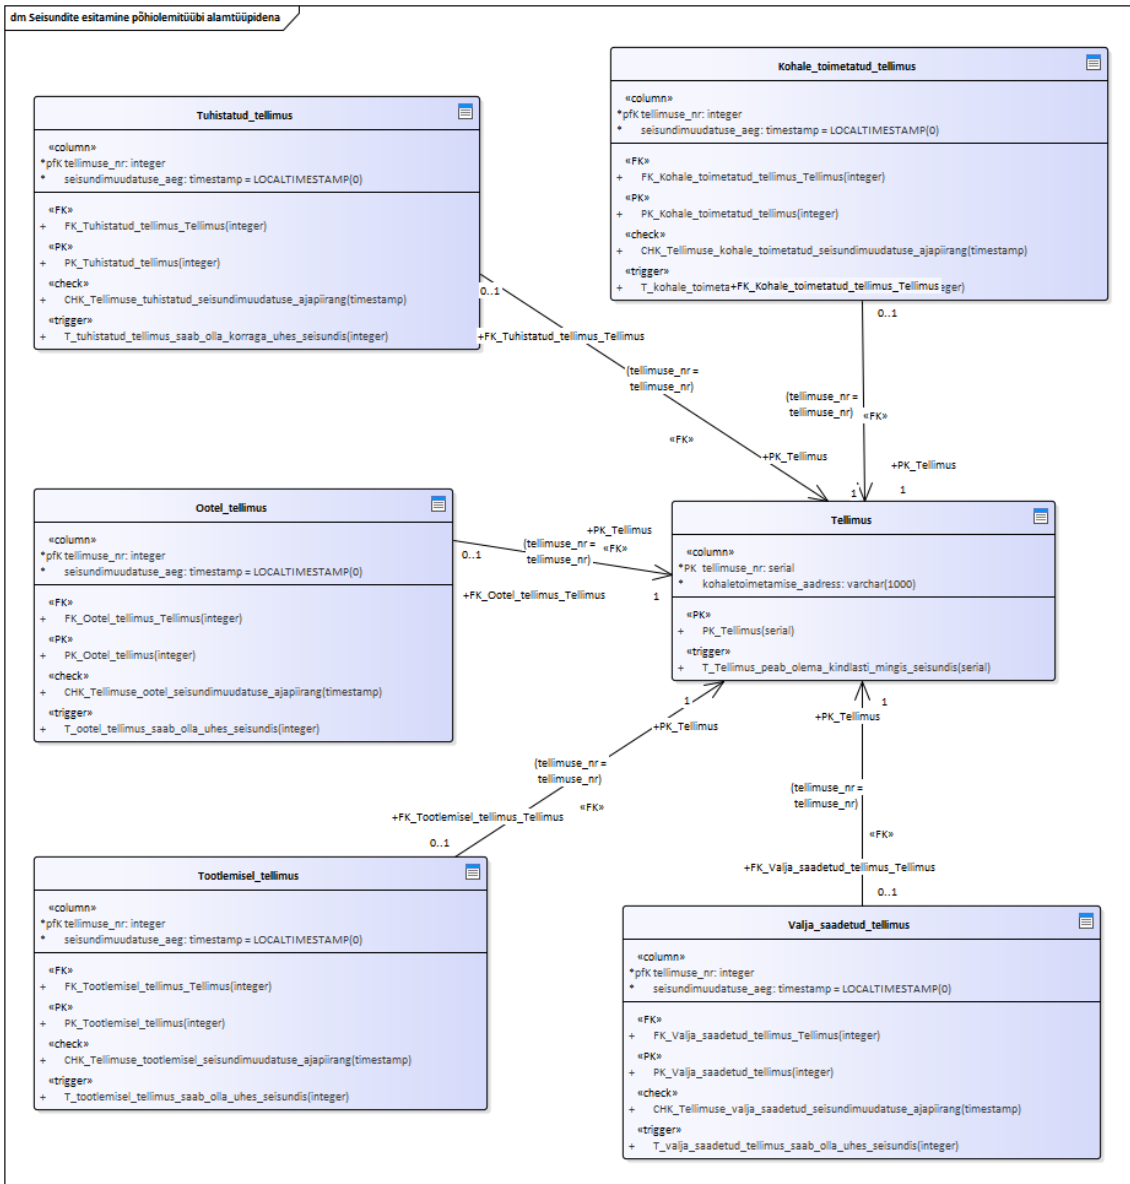 dm Seisundite esitamine põhiolemitüübi alamtüüpidena
Kohale_toimetatud_tellimus
«column»
*pfK tellimuse_nr: integer
* seisundimuudatuse_aeg: timestamp = LOCALTIMESTAMP(0)
«FK»
+ FK_Kohale_toimetatud_tellimus_Tellimus(integer)
«PK»
+ PK_Kohale_toimetatud_tellimus(integer)
«check»
+ CHK_Tellimuse_kohale_toimetatud_seisundimuudatuse_ajapiirang(timestamp)
«trigger»
+ T_kohale_toimeta
+FK_Kohale_toimetatud_tellimus_Tellimus
0..1
Tuhistatud_tellimus
«column»
*pfK tellimuse_nr: integer
* seisundimuudatuse_aeg: timestamp = LOCALTIMESTAMP(0)
«FK»
+ FK_Tuhistatud_tellimus_Tellimus(integer)
«PK»
+ PK_Tuhistatud_tellimus(integer)
«check»
+ CHK_Tellimuse_tuhistatud_seisundimuudatuse_ajapiirang(timestamp)
«trigger»
+ T_tuhistatud_tellimus_saab_olla_korraga_uhes_seisundis(integer)
0..1
+FK_Tuhistatud_tellimus_Tellimus
(tellimuse_nr =
tellimuse_nr)
«FK»
+PK_Tellimus
1
(tellimuse_nr =
tellimuse_nr)
«FK»
+PK_Tellimus
1
Ootel_tellimus
«column»
*pfK tellimuse_nr: integer
* seisundimuudatuse_aeg: timestamp = LOCALTIMESTAMP(0)
«FK»
+ FK_Ootel_tellimus_Tellimus(integer)
«PK»
+ PK_Ootel_tellimus(integer)
«check»
+ CHK_Tellimuse_ootel_seisundimuudatuse_ajapiirang(timestamp)
«trigger»
+ T_ootel_tellimus_saab_olla_uhes_seisundis(integer)
+PK_Tellimus
0..1
(tellimuse_nr =
tellimuse_nr)
«FK»
+FK_Ootel_tellimus_Tellimus
1
Tellimus
«column»
*PK tellimuse_nr: serial
* kohaletoimetamise_aadress: varchar(1000)
«PK»
+ PK_Tellimus(serial)
«trigger»
+ T_Tellimus_peab_olema_kindlasti_mingis_seisundis(serial)
1
+PK_Tellimus
(tellimuse_nr =
tellimuse_nr)
«FK»
+FK_Tootlemisel_tellimus_Tellimus
0..1
1
+PK_Tellimus
(tellimuse_nr =
tellimuse_nr)
«FK»
+FK_Valja_saadetud_tellimus_Tellimus
0..1
Tootlemisel_tellimus
«column»
*pfK tellimuse_nr: integer
* seisundimuudatuse_aeg: timestamp = LOCALTIMESTAMP(0)
«FK»
+ FK_Tootlemisel_tellimus_Tellimus(integer)
«PK»
+ PK_Tootlemisel_tellimus(integer)
«check»
+ CHK_Tellimuse_tootlemisel_seisundimuudatuse_ajapiirang(timestamp)
«trigger»
+ T_tootlemisel_tellimus_saab_olla_uhes_seisundis(integer)
Valja_saadetud_tellimus
«column»
*pfK tellimuse_nr: integer
* seisundimuudatuse_aeg: timestamp = LOCALTIMESTAMP(0)
«FK»
+ FK_Valja_saadetud_tellimus_Tellimus(integer)
«PK»
+ PK_Valja_saadetud_tellimus(integer)
«check»
+ CHK_Tellimuse_valja_saadetud_seisundimuudatuse_ajapiirang(timestamp)
«trigger»
+ T_valja_saadetud_tellimus_saab_olla_uhes_seisundis(integer)